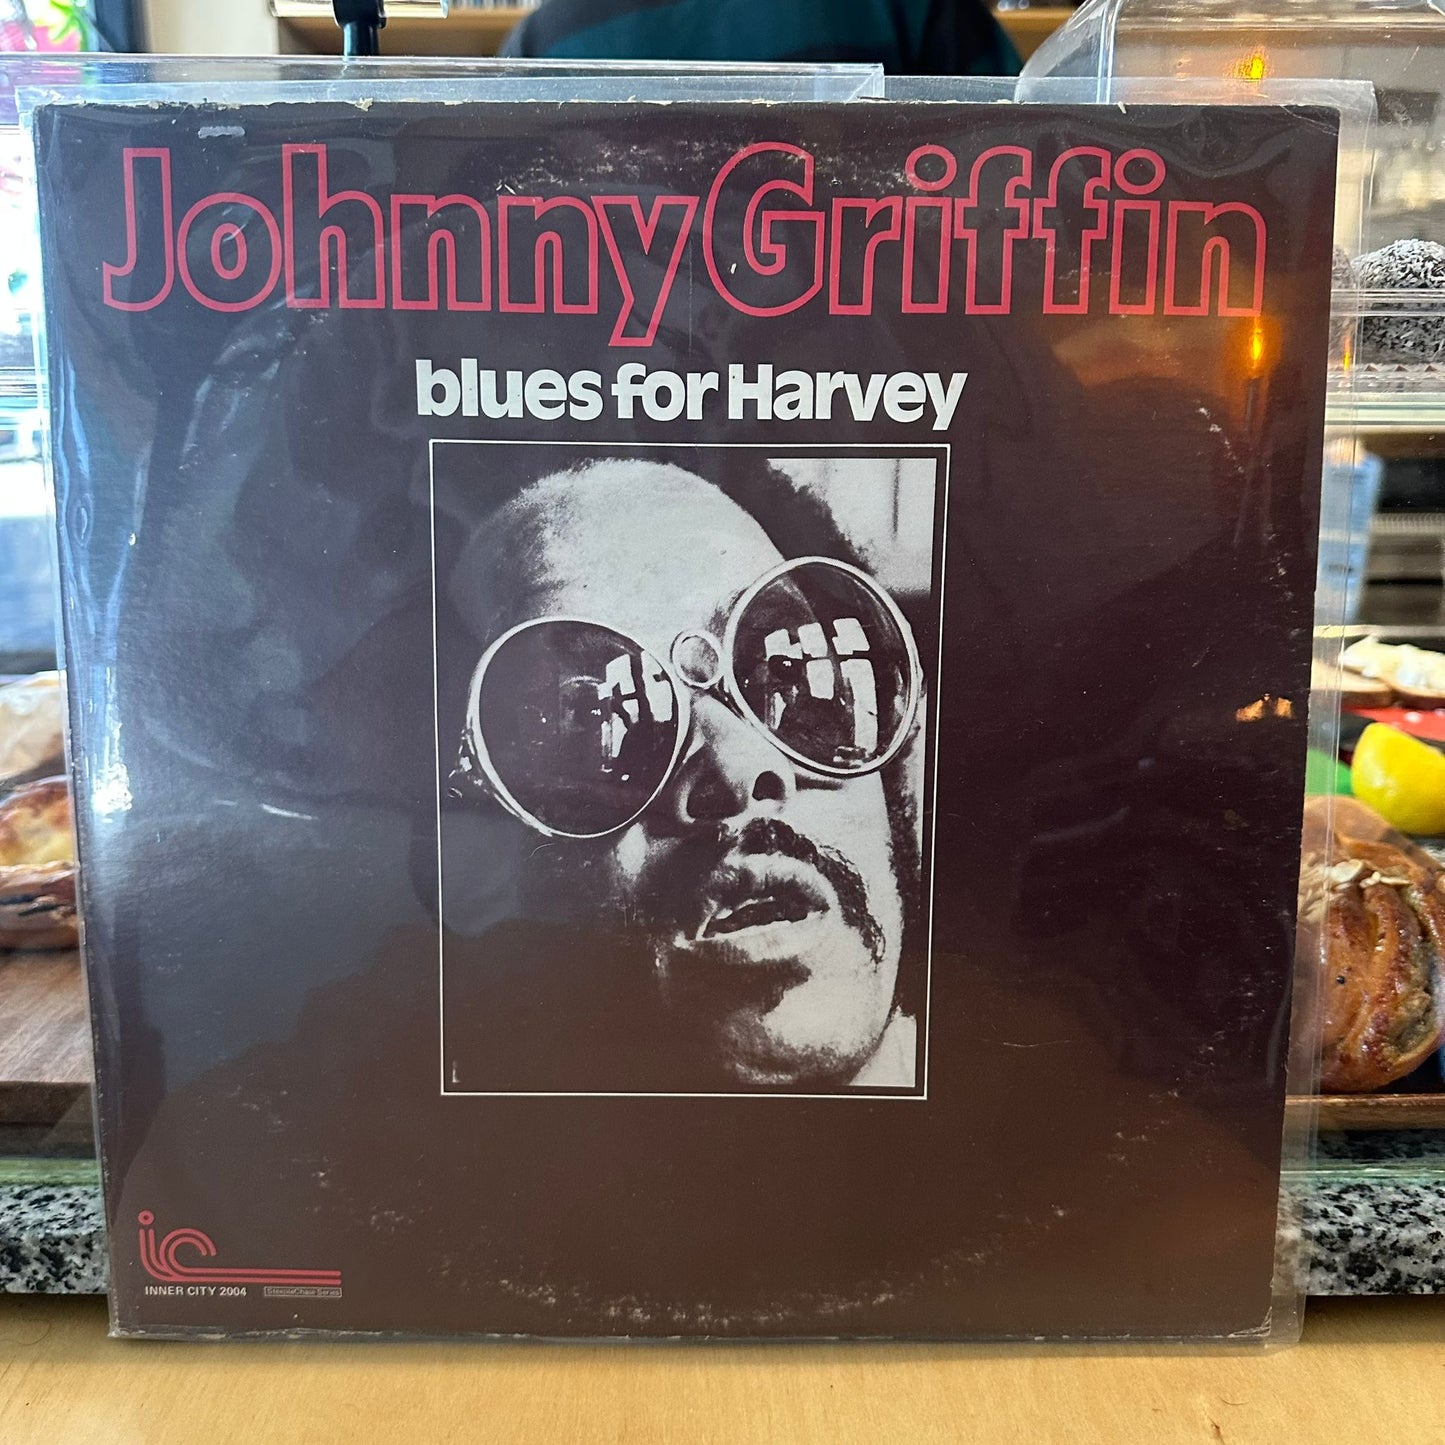 Johnny Griffin
blues for Harvey
ic
INNER CITY 2004 SteepleChase Series